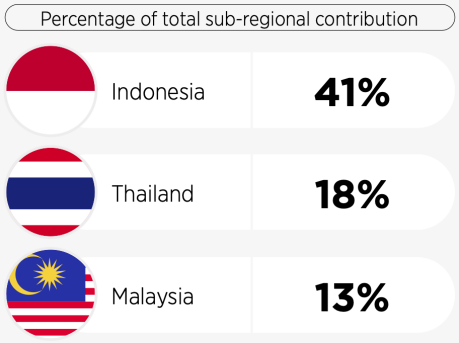 Percentage of total sub-regional contribution
Indonesia 41%
Thailand 18%
Malaysia 13%